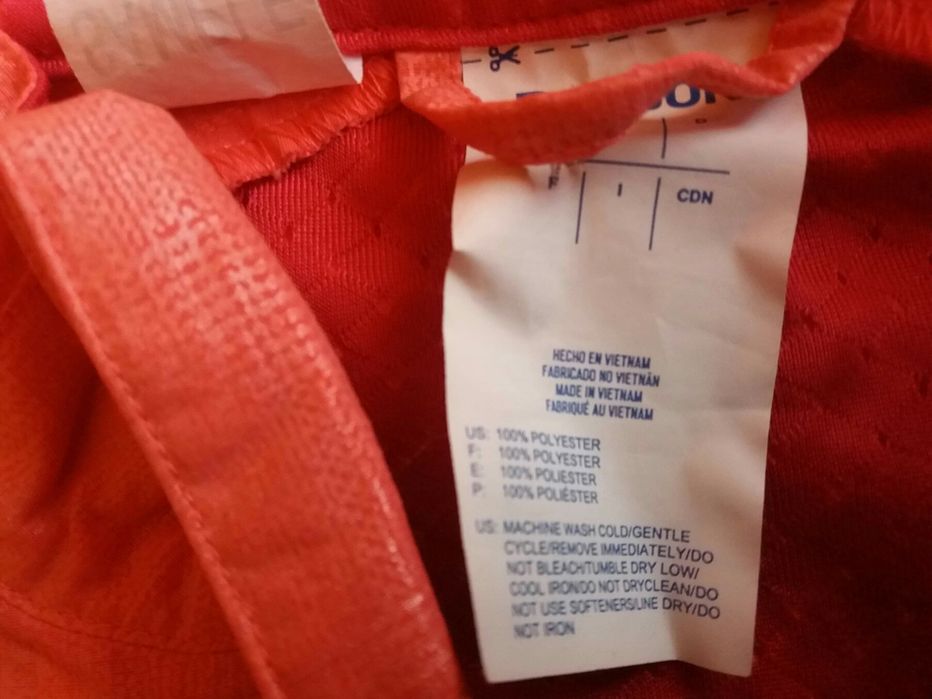 I
CDN
HECHO EN VIETNAM
FABRICADO NO VIETNÃN
MADE IN VIETNAM
FABRIQUÉ AU VIETNAM
US: 100% POLYESTER
F: 100% POLYESTER
E: 100% POLIESTER
P: 100% POLIÉSTER
US: MACHINE WASH COLD/GENTLE
CYCLE/REMOVE IMMEDIATELY/DO
NOT BLEACH/TUMBLE DRY LOW/
COOL IRON/DO NOT DRYCLEAN/DO
NOT USE SOFTENERS/LINE DRY/DO
NOT IRON